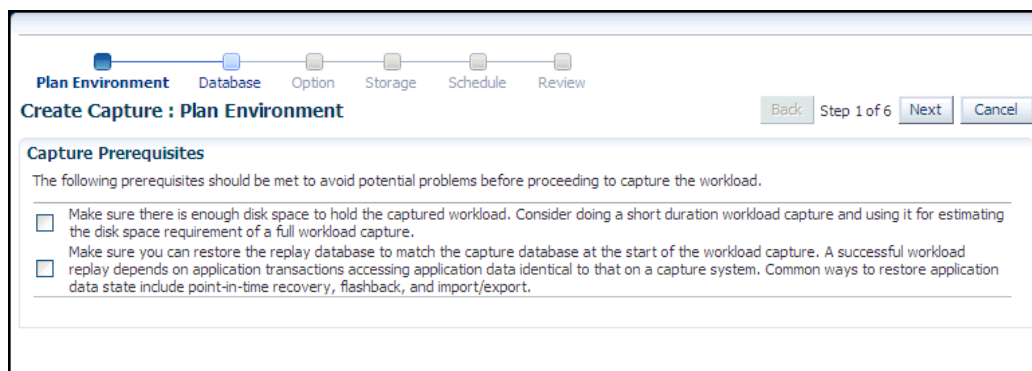 Plan Environment Database Option Storage Schedule Review
Create Capture : Plan Environment
Back Step 1 of 6 Next Cancel
Capture Prerequisites
The following prerequisites should be met to avoid potential problems before proceeding to capture the workload.
Make sure there is enough disk space to hold the captured workload. Consider doing a short duration workload capture and using it for estimating
the disk space requirement of a full workload capture.
Make sure you can restore the replay database to match the capture database at the start of the workload capture. A successful workload
replay depends on application transactions accessing application data identical to that on a capture system. Common ways to restore application
data state include point-in-time recovery, flashback, and import/export.